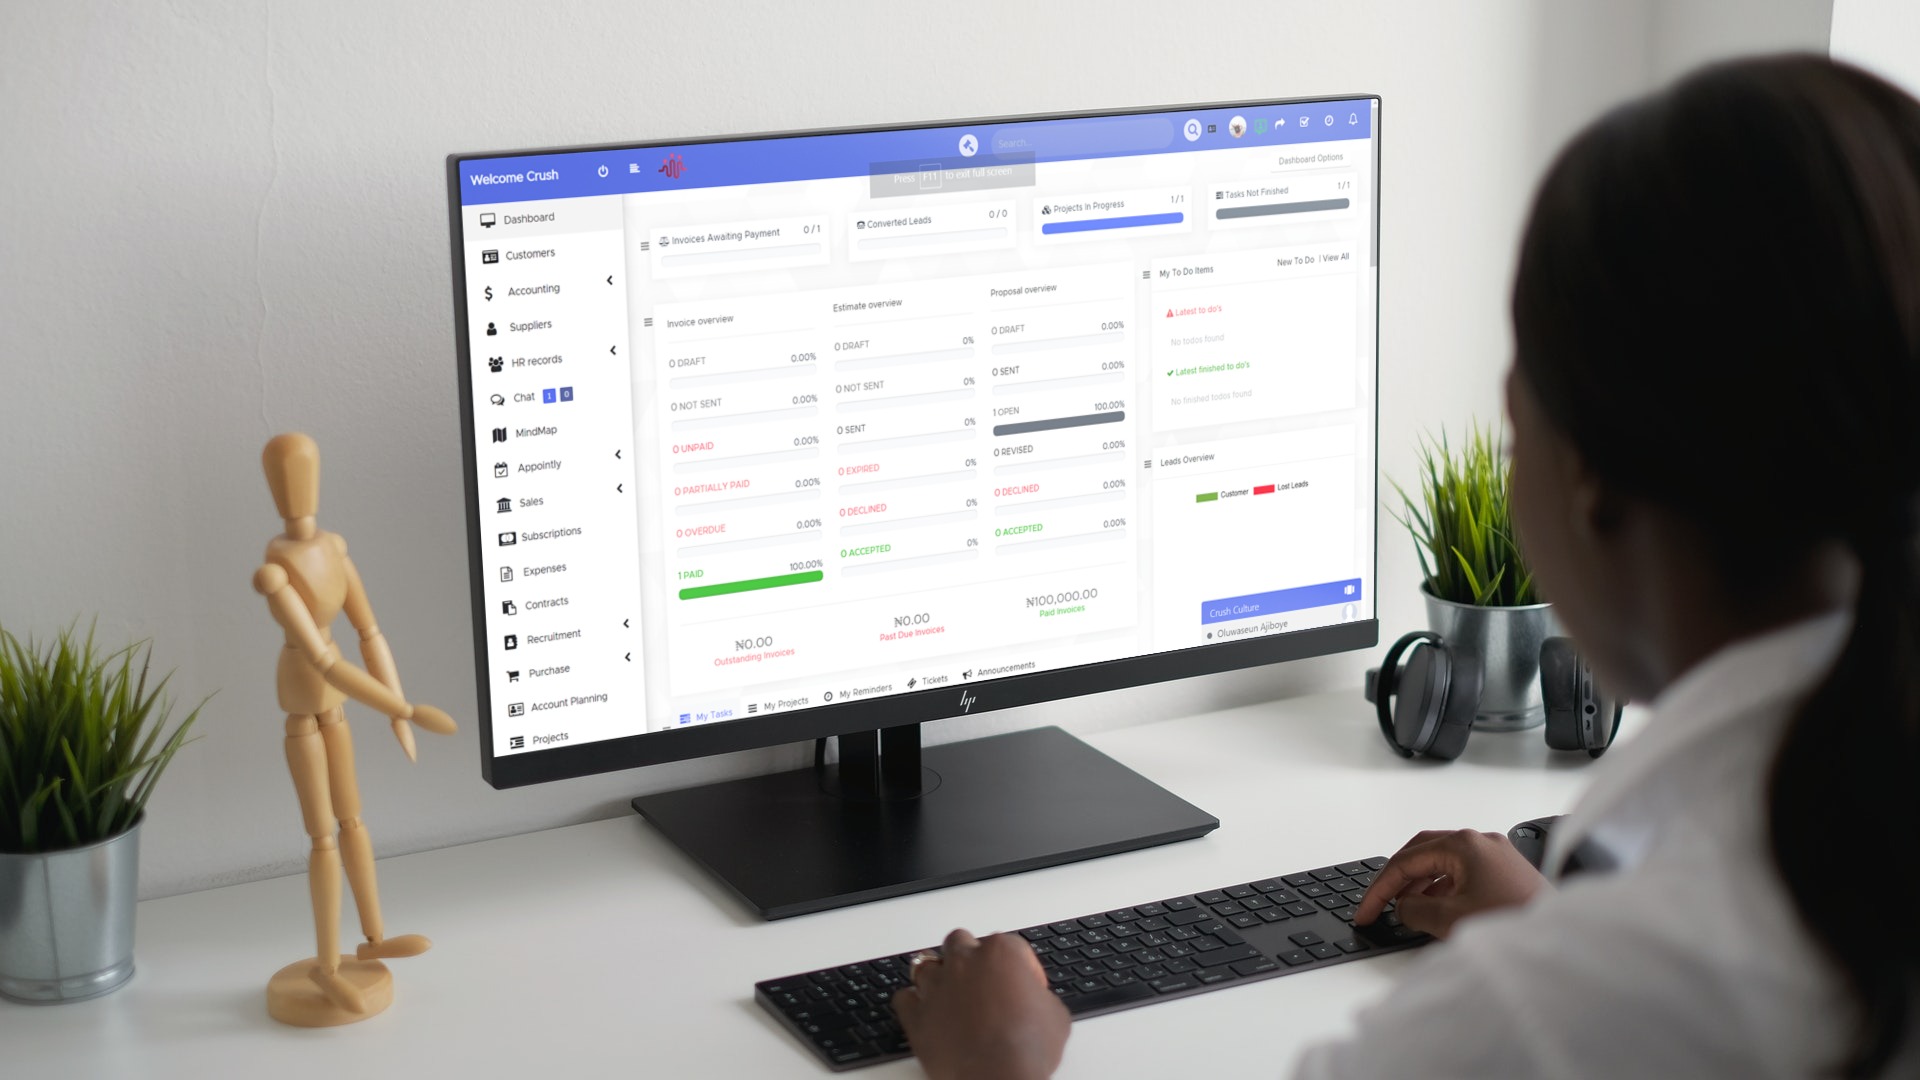 Welcome Crush
Search...
Press F11 to exit full screen
Dashboard Options
Dashboard
Customers
Accounting
Suppliers
HR records
Chat 1 0
MindMap
Appointly
Sales
Subscriptions
Expenses
Contracts
Recruitment
Purchase
Account Planning
Projects
Invoices Awaiting Payment 0 / 1
Converted Leads 0 / 0
Projects In Progress 1 / 1
Tasks Not Finished 1 / 1
Invoice overview
0 DRAFT 0.00%
0 NOT SENT 0.00%
0 UNPAID 0.00%
0 PARTIALLY PAID 0.00%
0 OVERDUE 0.00%
1 PAID 100.00%
Estimate overview
0 DRAFT 0%
0 NOT SENT 0%
0 SENT 0%
0 EXPIRED 0%
0 DECLINED 0%
0 ACCEPTED 0%
Proposal overview
0 DRAFT 0.00%
0 SENT 0.00%
1 OPEN 100.00%
0 REVISED 0.00%
0 DECLINED 0.00%
0 ACCEPTED 0.00%
₦0.00
Outstanding Invoices
₦0.00
Past Due Invoices
₦100,000.00
Paid Invoices
My To Do Items
New To Do | View All
Latest to do's
No todos found
Latest finished to do's
No finished todos found
Leads Overview
Customer Lost Leads
Crush Culture
Oluwaseun Ajiboye
My Tasks My Projects My Reminders Tickets Announcements
hp